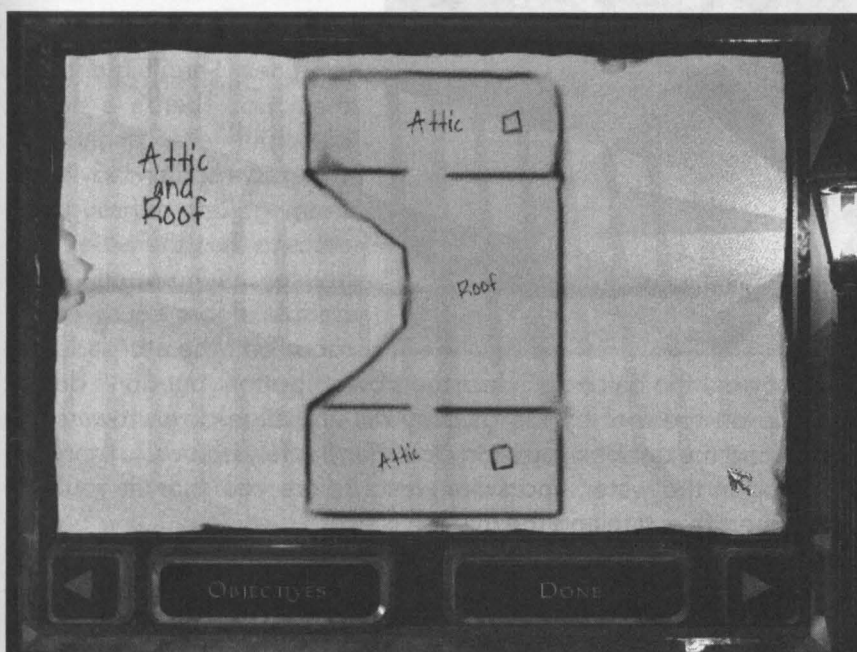 Attic
and
Roof
Attic
Roof
Attic
OBJECTIVES
DONE